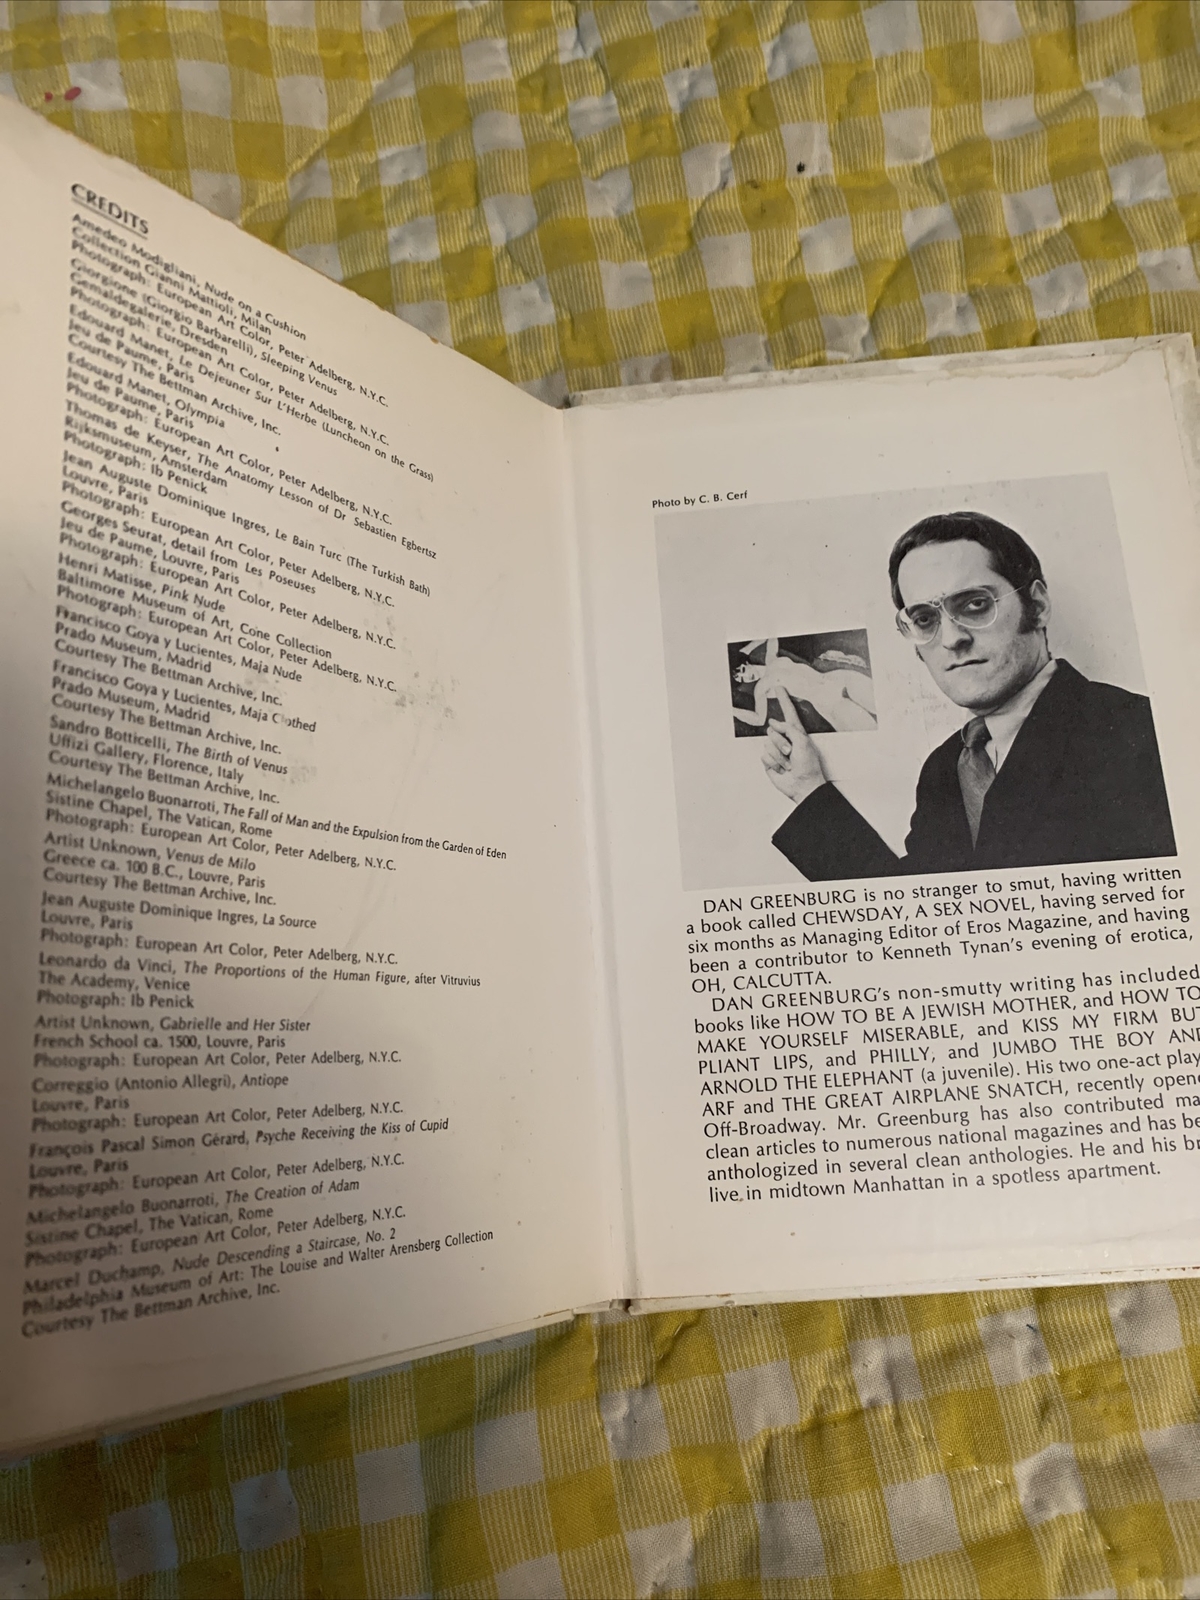 CREDITS
Amedeo Modigliani, Nude on a Cushion
Collection Gianni Mattioli, Milan
Photograph: European Art Color, Peter Adelberg, N.Y.C.
Giorgione (Giorgio Barbarelli), Sleeping Venus
Gemaldegalerie, Dresden
Photograph: European Art Color, Peter Adelberg, N.Y.C.
Edouard Manet, Le Dejeuner Sur L'Herbe (Luncheon on the Grass)
Jeu de Paume, Paris
Courtesy The Bettman Archive, Inc.
Edouard Manet, Olympia
Jeu de Paume, Paris
Photograph: European Art Color, Peter Adelberg, N.Y.C.
Thomas de Keyser, The Anatomy Lesson of Dr Sebastien Egbertsz
Rijksmuseum, Amsterdam
Photograph: Ib Penick
Jean Auguste Dominique Ingres, Le Bain Turc (The Turkish Bath)
Louvre, Paris
Photograph: European Art Color, Peter Adelberg, N.Y.C.
Georges Seurat, detail from Les Poseuses
Jeu de Paume, Louvre, Paris
Photograph: European Art Color, Peter Adelberg, N.Y.C.
Henri Matisse, Pink Nude
Baltimore Museum of Art, Cone Collection
Photograph: European Art Color, Peter Adelberg, N.Y.C.
Francisco Goya y Lucientes, Maja Nude
Prado Museum, Madrid
Courtesy The Bettman Archive, Inc.
Francisco Goya y Lucientes, Maja Clothed
Prado Museum, Madrid
Courtesy The Bettman Archive, Inc.
Sandro Botticelli, The Birth of Venus
Uffizi Gallery, Florence, Italy
Courtesy The Bettman Archive, Inc.
Michelangelo Buonarroti, The Fall of Man and the Expulsion from the Garden of Eden
Sistine Chapel, The Vatican, Rome
Photograph: European Art Color, Peter Adelberg, N.Y.C.
Artist Unknown, Venus de Milo
Greece ca. 100 B.C., Louvre, Paris
Courtesy The Bettman Archive, Inc.
Jean Auguste Dominique Ingres, La Source
Louvre, Paris
Photograph: European Art Color, Peter Adelberg, N.Y.C.
Leonardo da Vinci, The Proportions of the Human Figure, after Vitruvius
The Academy, Venice
Photograph: Ib Penick
Artist Unknown, Gabrielle and Her Sister
French School ca. 1500, Louvre, Paris
Photograph: European Art Color, Peter Adelberg, N.Y.C.
Correggio (Antonio Allegri), Antiope
Louvre, Paris
Photograph: European Art Color, Peter Adelberg, N.Y.C.
François Pascal Simon Gérard, Psyche Receiving the Kiss of Cupid
Louvre, Paris
Photograph: European Art Color, Peter Adelberg, N.Y.C.
Michelangelo Buonarroti, The Creation of Adam
Sistine Chapel, The Vatican, Rome
Photograph: European Art Color, Peter Adelberg, N.Y.C.
Marcel Duchamp, Nude Descending a Staircase, No. 2
Philadelphia Museum of Art: The Louise and Walter Arensberg Collection
Courtesy The Bettman Archive, Inc.
Photo by C. B. Cerf
DAN GREENBURG is no stranger to smut, having written
a book called CHEWSDAY, A SEX NOVEL, having served for
six months as Managing Editor of Eros Magazine, and having
been a contributor to Kenneth Tynan's evening of erotica,
OH, CALCUTTA.
DAN GREENBURG's non-smutty writing has included
books like HOW TO BE A JEWISH MOTHER, and HOW TO
MAKE YOURSELF MISERABLE, and KISS MY FIRM BUT
PLIANT LIPS, and PHILLY, and JUMBO THE BOY AND
ARNOLD THE ELEPHANT (a juvenile). His two one-act play
ARF and THE GREAT AIRPLANE SNATCH, recently opene
Off-Broadway. Mr. Greenburg has also contributed ma
clean articles to numerous national magazines and has be
anthologized in several clean anthologies. He and his br
live in midtown Manhattan in a spotless apartment.